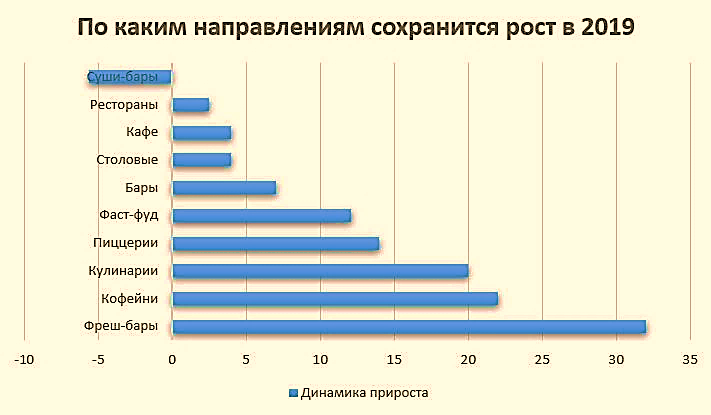 По каким направлениям сохранится рост в 2019
Суши-бары
Рестораны
Кафе
Столовые
Бары
Фаст-фуд
Пиццерии
Кулинарии
Кофейни
Фреш-бары
-10 -5 0 5 10 15 20 25 30 35
Динамика прироста